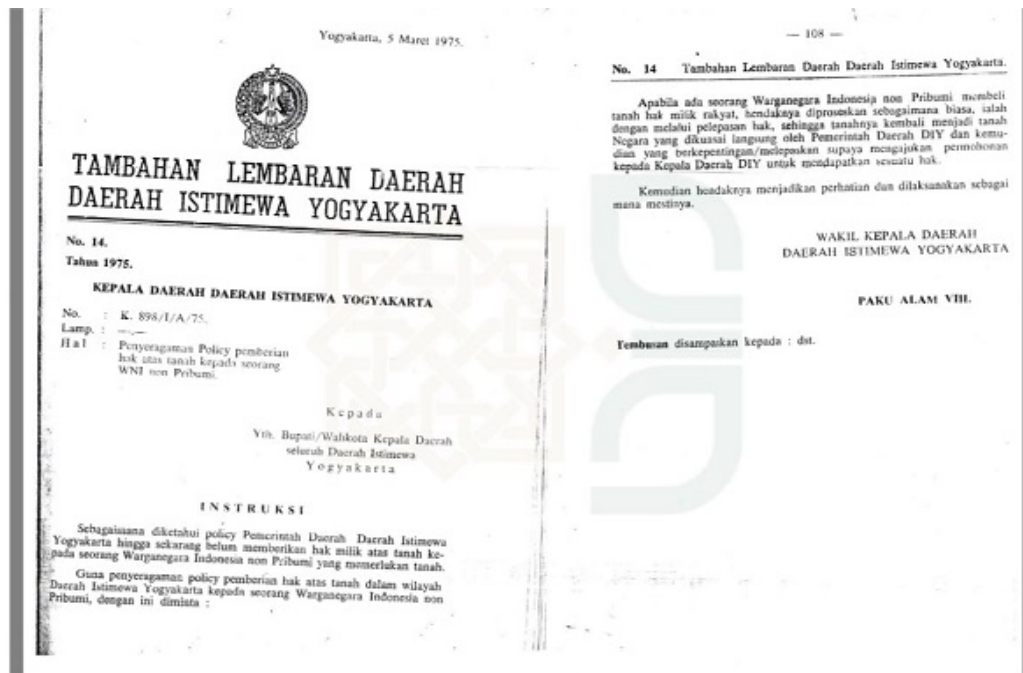 Yogyakarta, 5 Maret 1975.
TAMBAHAN LEMBARAN DAERAH
DAERAH ISTIMEWA YOGYAKARTA
No. 14.
Tahun 1975.
KEPALA DAERAH DAERAH ISTIMEWA YOGYAKARTA
No. : K. 898/I/A/75.
Lamp. : —.—
Hal : Penyeragaman Policy pemberian
hak atas tanah kepada seorang
WNI non Pribumi.
Kepada
Yth. Bupati/Walikota Kepala Daerah
seluruh Daerah Istimewa
Yogyakarta
INSTRUKSI
Sebagaimana diketahui policy Pemerintah Daerah Daerah Istimewa
Yogyakarta hingga sekarang belum memberikan hak milik atas tanah ke-
pada seorang Warganegara Indonesia non Pribumi yang memerlukan tanah.
Guna penyeragaman policy pemberian hak atas tanah dalam wilayah
Daerah Istimewa Yogyakarta kepada seorang Warganegara Indonesia non
Pribumi, dengan ini diminta :
— 108 —
No. 14 Tambahan Lembaran Daerah Daerah Istimewa Yogyakarta.
Apabila ada seorang Warganegara Indonesia non Pribumi membeli
tanah hak milik rakyat, hendaknya diproseskan sebagaimana biasa, ialah
dengan melalui pelepasan hak, sehingga tanahnya kembali menjadi tanah
Negara yang dikuasai langsung oleh Pemerintah Daerah DIY dan kemu-
dian yang berkepentingan/melepaskan supaya mengajukan permohonan
kepada Kepala Daerah DIY untuk mendapatkan sesuatu hak.
Kemudian hendaknya menjadikan perhatian dan dilaksanakan sebagai
mana mestinya.
WAKIL KEPALA DAERAH
DAERAH ISTIMEWA YOGYAKARTA
PAKU ALAM VIII.
Tembusan disampaikan kepada : dst.